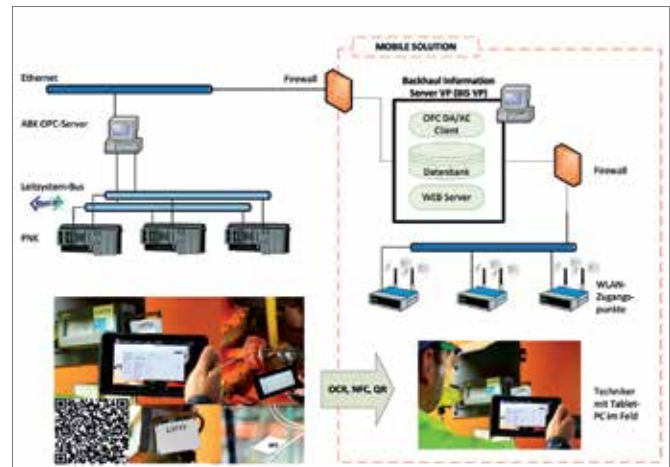 MOBILE SOLUTION
Ethernet
Firewall
Backhaul Information
Server VP (BIS VP)
ABK OPC-Server
OPC DA/AE
Client
Datenbank
WEB Server
Firewall
Leitsystem-Bus
PNK
WLAN-
Zugangs-
punkte
OCR, NFC, QR
Techniker
mit Tablet-
PC im Feld